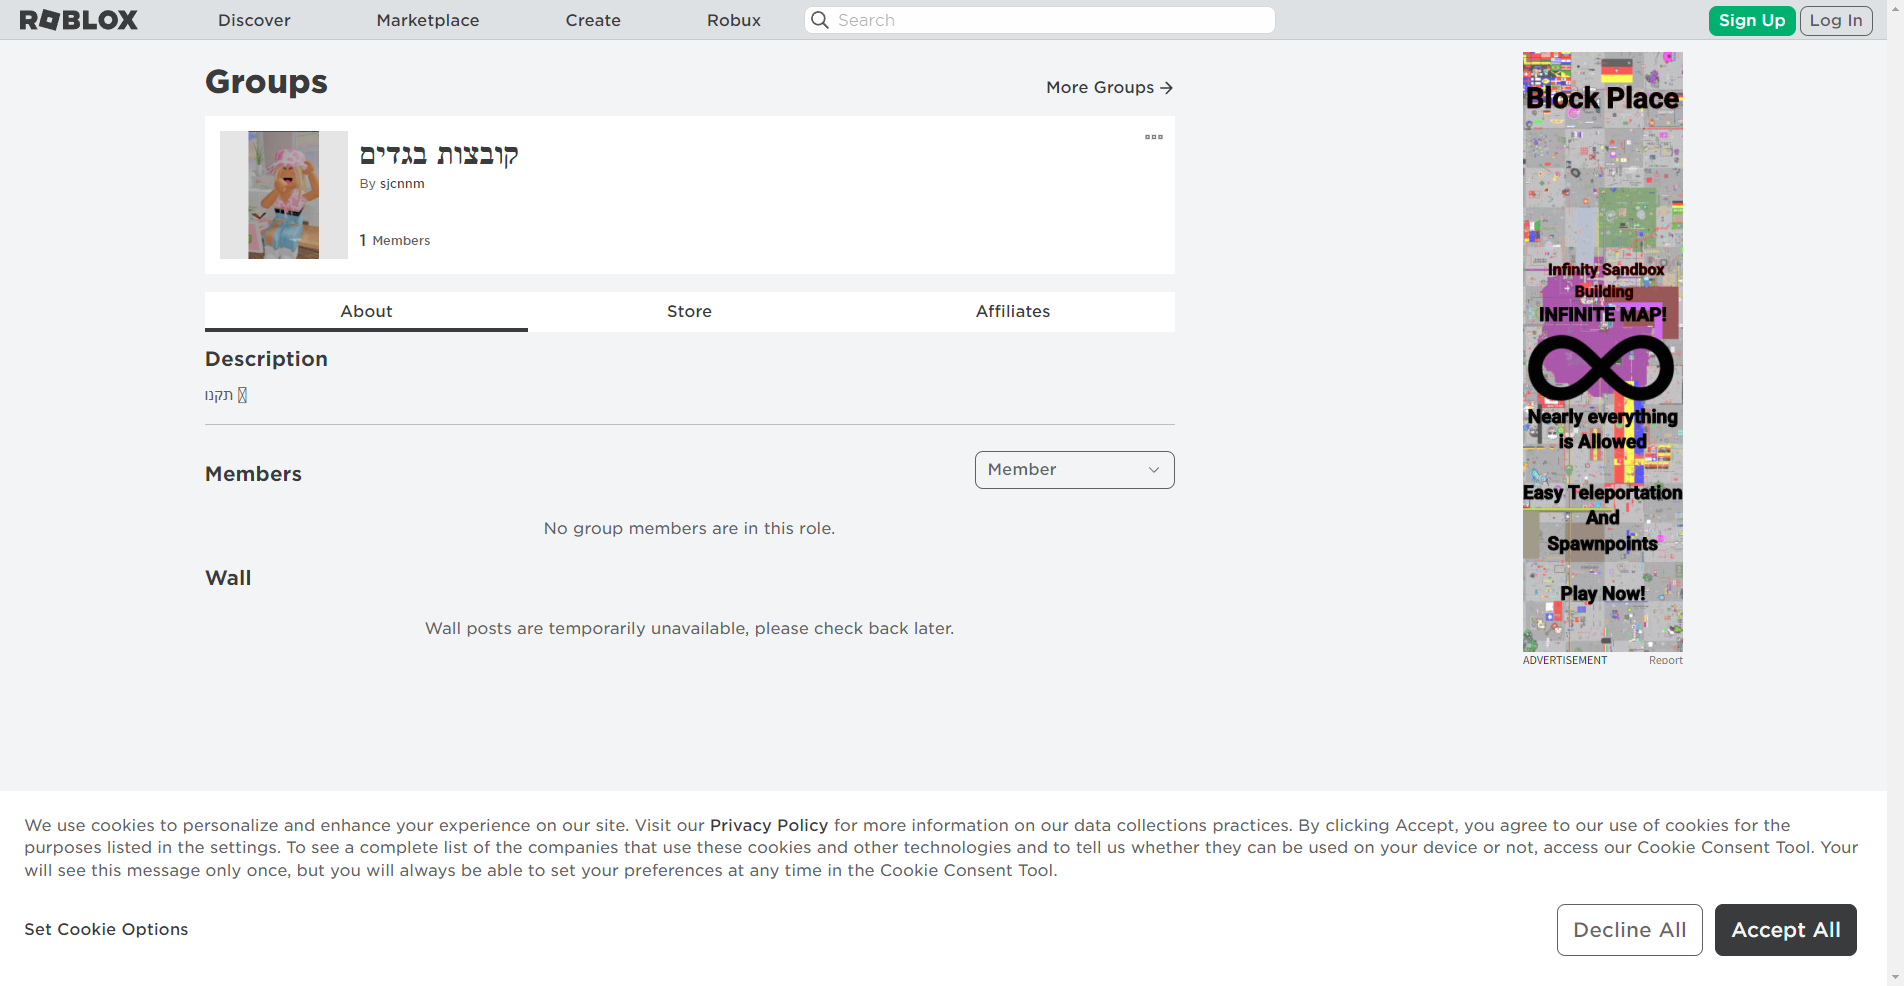 ROBLOX
Discover
Marketplace
Create
Robux
Search
Sign Up
Log In
Groups
More Groups
קובצות בגדים
By sjcnnm
1 Members
About
Store
Affiliates
Description
תקנו
Members
Member
No group members are in this role.
Wall
Wall posts are temporarily unavailable, please check back later.
Block Place
Infinity Sandbox
Building
INFINITE MAP!
Nearly everything
is Allowed
Easy Teleportation
And
Spawnpoints
Play Now!
ADVERTISEMENT
Report
We use cookies to personalize and enhance your experience on our site. Visit our Privacy Policy for more information on our data collections practices. By clicking Accept, you agree to our use of cookies for the
purposes listed in the settings. To see a complete list of the companies that use these cookies and other technologies and to tell us whether they can be used on your device or not, access our Cookie Consent Tool. Your
will see this message only once, but you will always be able to set your preferences at any time in the Cookie Consent Tool.
Set Cookie Options
Decline All
Accept All